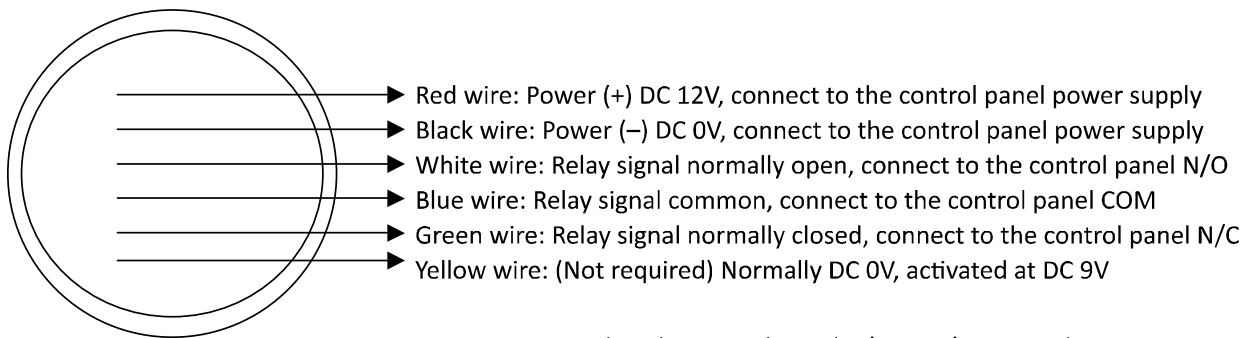 Red wire: Power (+) DC 12V, connect to the control panel power supply
Black wire: Power (–) DC 0V, connect to the control panel power supply
White wire: Relay signal normally open, connect to the control panel N/O
Blue wire: Relay signal common, connect to the control panel COM
Green wire: Relay signal normally closed, connect to the control panel N/C
Yellow wire: (Not required) Normally DC 0V, activated at DC 9V